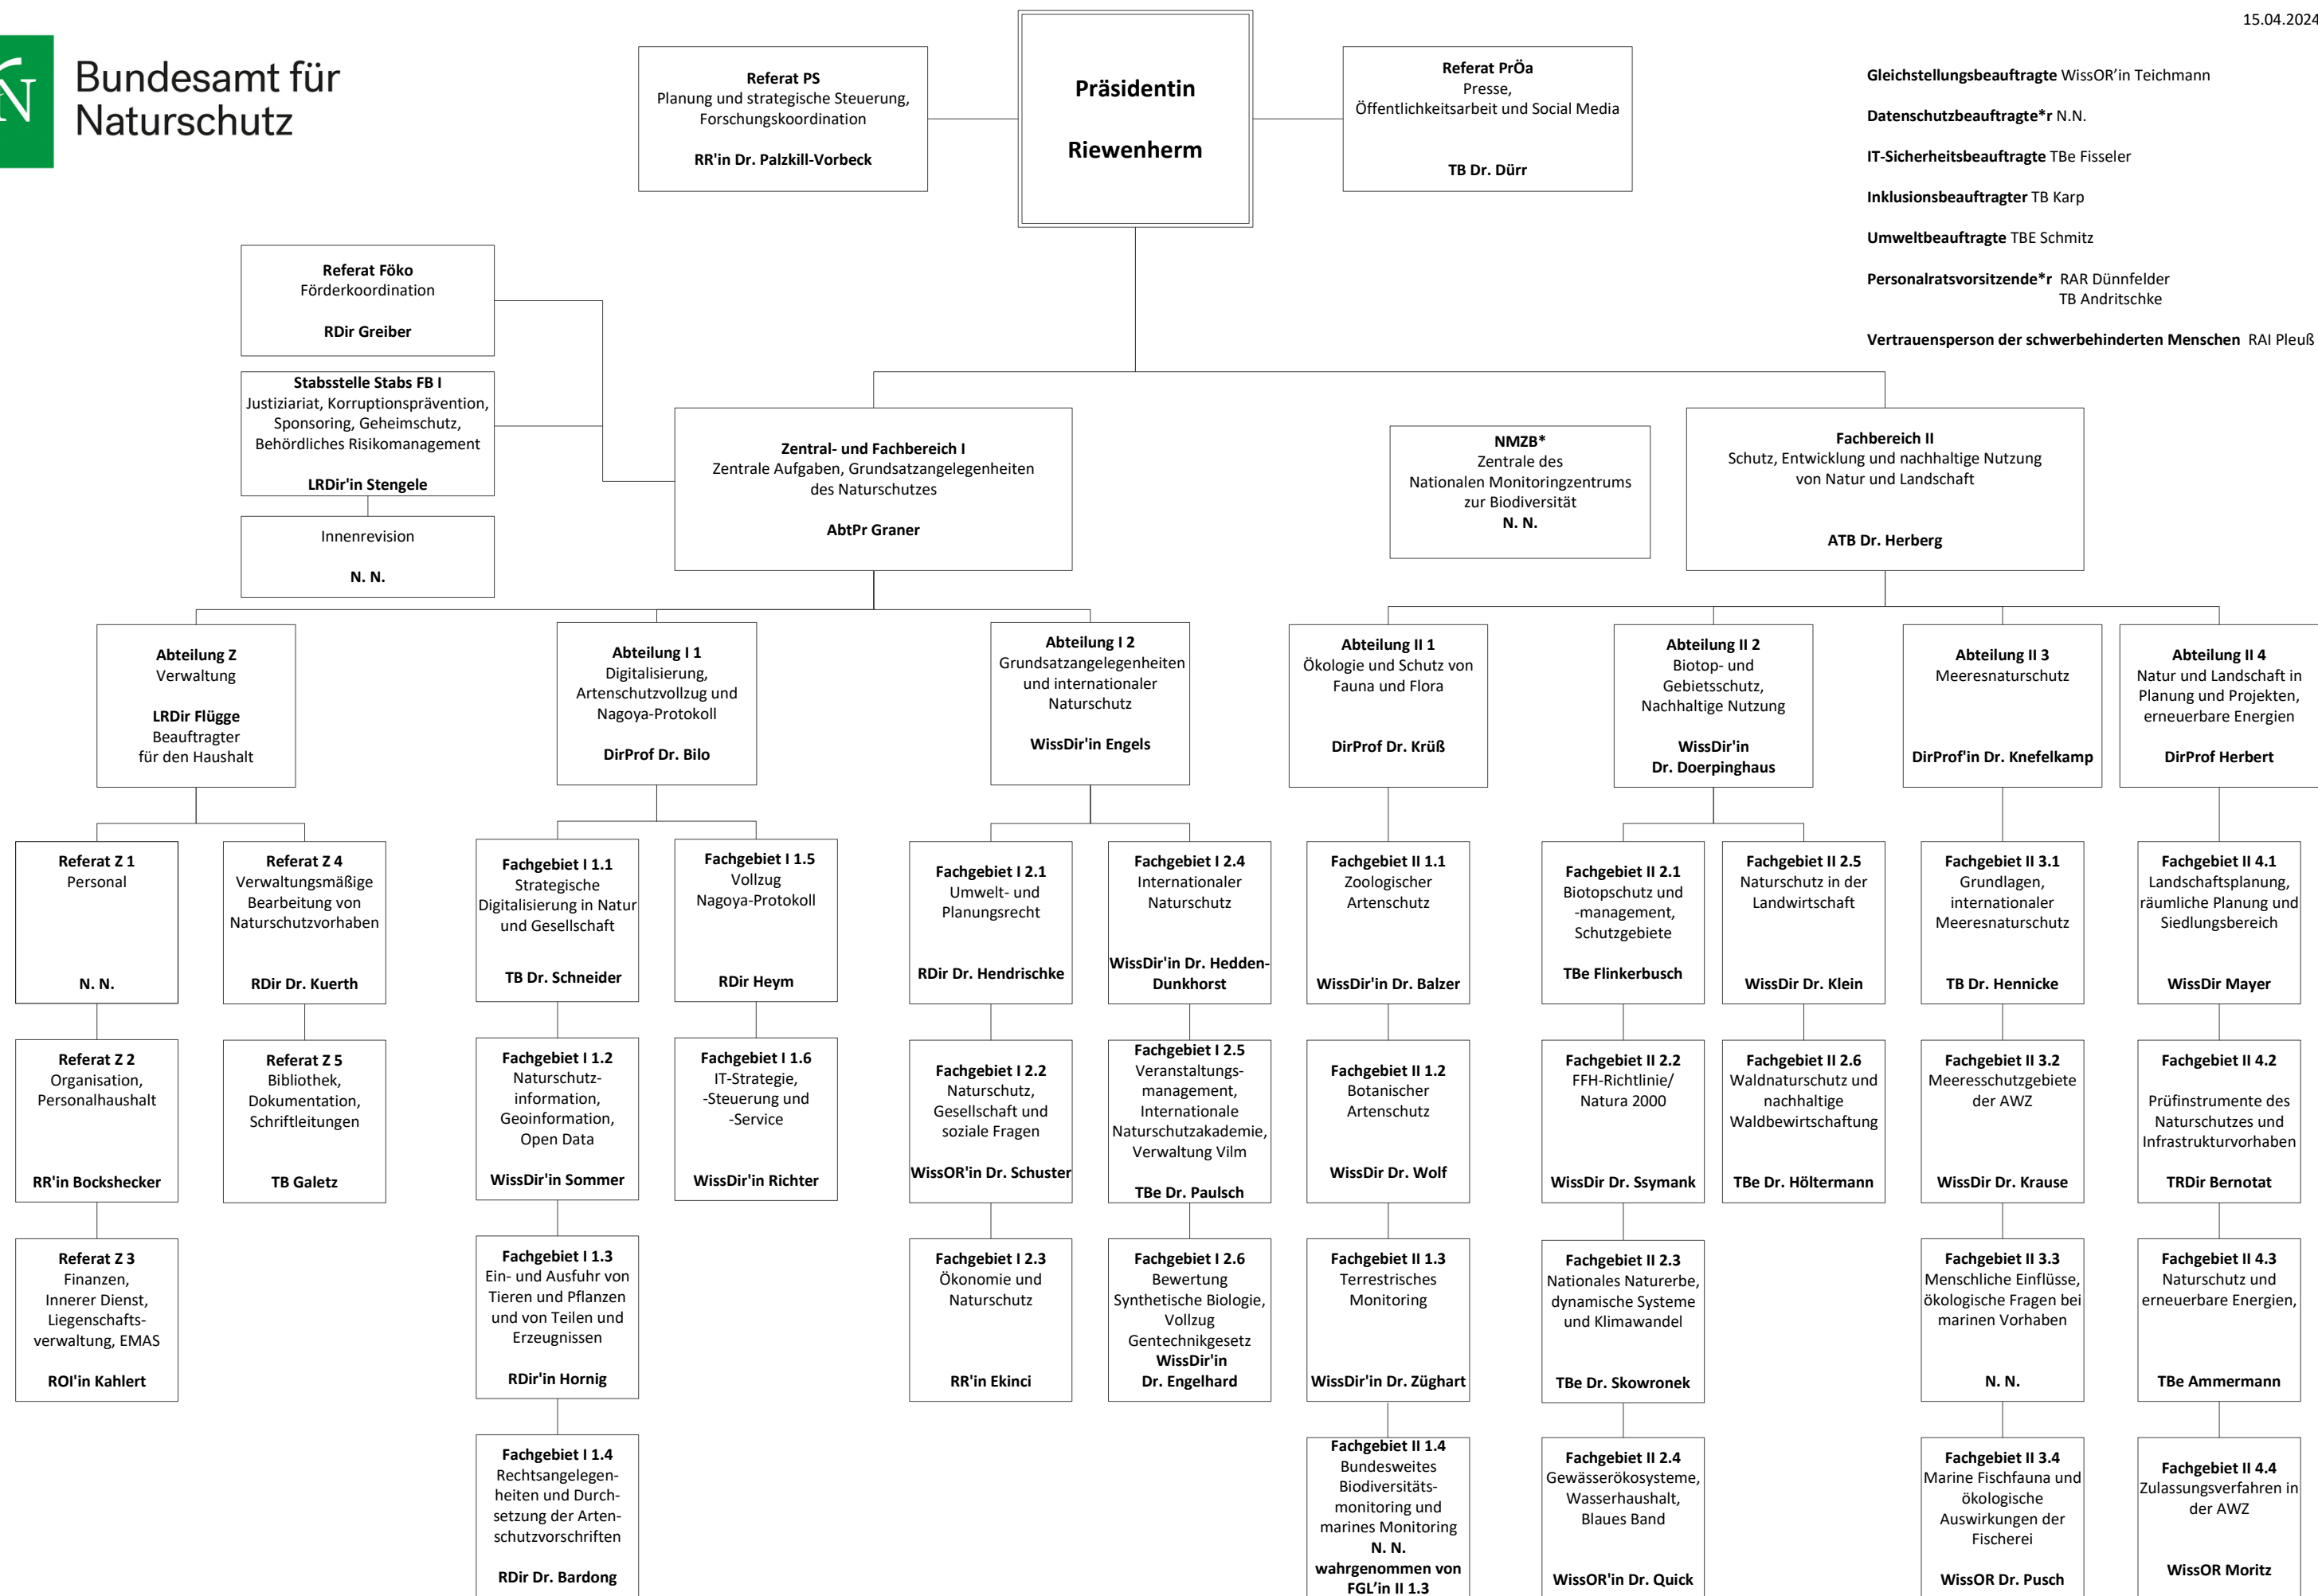 15.04.2024
N
Bundesamt für
Naturschutz
Referat PS
Planung und strategische Steuerung,
Forschungskoordination
RR'in Dr. Palzkill-Vorbeck
Präsidentin
Riewenherm
Referat PrÖa
Presse,
Öffentlichkeitsarbeit und Social Media
TB Dr. Dürr
Gleichstellungsbeauftragte WissOR’in Teichmann
Datenschutzbeauftragte*r N.N.
IT-Sicherheitsbeauftragte TBe Fisseler
Inklusionsbeauftragter TB Karp
Umweltbeauftragte TBE Schmitz
Personalratsvorsitzende*r RAR Dünnfelder
TB Andritschke
Vertrauensperson der schwerbehinderten Menschen RAI Pleuß
Referat Föko
Förderkoordination
RDir Greiber
Stabsstelle Stabs FB I
Justiziariat, Korruptionsprävention,
Sponsoring, Geheimschutz,
Behördliches Risikomanagement
LRDir'in Stengele
Innenrevision
N. N.
Zentral- und Fachbereich I
Zentrale Aufgaben, Grundsatzangelegenheiten
des Naturschutzes
AbtPr Graner
NMZB*
Zentrale des
Nationalen Monitoringzentrums
zur Biodiversität
N. N.
Fachbereich II
Schutz, Entwicklung und nachhaltige Nutzung
von Natur und Landschaft
ATB Dr. Herberg
Abteilung Z
Verwaltung
LRDir Flügge
Beauftragter
für den Haushalt
Abteilung I 1
Digitalisierung,
Artenschutzvollzug und
Nagoya-Protokoll
DirProf Dr. Bilo
Abteilung I 2
Grundsatzangelegenheiten
und internationaler
Naturschutz
WissDir'in Engels
Abteilung II 1
Ökologie und Schutz von
Fauna und Flora
DirProf Dr. Krüß
Abteilung II 2
Biotop- und
Gebietsschutz,
Nachhaltige Nutzung
WissDir'in
Dr. Doerpinghaus
Abteilung II 3
Meeresnaturschutz
DirProf'in Dr. Knefelkamp
Abteilung II 4
Natur und Landschaft in
Planung und Projekten,
erneuerbare Energien
DirProf Herbert
Referat Z 1
Personal
N. N.
Referat Z 4
Verwaltungsmäßige
Bearbeitung von
Naturschutzvorhaben
RDir Dr. Kuerth
Fachgebiet I 1.1
Strategische
Digitalisierung in Natur
und Gesellschaft
TB Dr. Schneider
Fachgebiet I 1.5
Vollzug
Nagoya-Protokoll
RDir Heym
Fachgebiet I 2.1
Umwelt- und
Planungsrecht
RDir Dr. Hendrischke
Fachgebiet I 2.4
Internationaler
Naturschutz
WissDir'in Dr. Hedden-
Dunkhorst
Fachgebiet II 1.1
Zoologischer
Artenschutz
WissDir'in Dr. Balzer
Fachgebiet II 2.1
Biotopschutz und
-management,
Schutzgebiete
TBe Flinkerbusch
Fachgebiet II 2.5
Naturschutz in der
Landwirtschaft
WissDir Dr. Klein
Fachgebiet II 3.1
Grundlagen,
internationaler
Meeresnaturschutz
TB Dr. Hennicke
Fachgebiet II 4.1
Landschaftsplanung,
räumliche Planung und
Siedlungsbereich
WissDir Mayer
Referat Z 2
Organisation,
Personalhaushalt
RR'in Bockshecker
Referat Z 5
Bibliothek,
Dokumentation,
Schriftleitungen
TB Galetz
Fachgebiet I 1.2
Naturschutz-
information,
Geoinformation,
Open Data
WissDir'in Sommer
Fachgebiet I 1.6
IT-Strategie,
-Steuerung und
-Service
WissDir'in Richter
Fachgebiet I 2.2
Naturschutz,
Gesellschaft und
soziale Fragen
WissOR'in Dr. Schuster
Fachgebiet I 2.5
Veranstaltungs-
management,
Internationale
Naturschutzakademie,
Verwaltung Vilm
TBe Dr. Paulsch
Fachgebiet II 1.2
Botanischer
Artenschutz
WissDir Dr. Wolf
Fachgebiet II 2.2
FFH-Richtlinie/
Natura 2000
WissDir Dr. Ssymank
Fachgebiet II 2.6
Waldnaturschutz und
nachhaltige
Waldbewirtschaftung
TBe Dr. Höltermann
Fachgebiet II 3.2
Meeresschutzgebiete
der AWZ
WissDir Dr. Krause
Fachgebiet II 4.2
Prüfinstrumente des
Naturschutzes und
Infrastrukturvorhaben
TRDir Bernotat
Referat Z 3
Finanzen,
Innerer Dienst,
Liegenschafts-
verwaltung, EMAS
ROI'in Kahlert
Fachgebiet I 1.3
Ein- und Ausfuhr von
Tieren und Pflanzen
und von Teilen und
Erzeugnissen
RDir'in Hornig
Fachgebiet I 2.3
Ökonomie und
Naturschutz
RR'in Ekinci
Fachgebiet I 2.6
Bewertung
Synthetische Biologie,
Vollzug
Gentechnikgesetz
WissDir'in
Dr. Engelhard
Fachgebiet II 1.3
Terrestrisches
Monitoring
WissDir'in Dr. Züghart
Fachgebiet II 2.3
Nationales Naturerbe,
dynamische Systeme
und Klimawandel
TBe Dr. Skowronek
Fachgebiet II 3.3
Menschliche Einflüsse,
ökologische Fragen bei
marinen Vorhaben
N. N.
Fachgebiet II 4.3
Naturschutz und
erneuerbare Energien,
TBe Ammermann
Fachgebiet I 1.4
Rechtsangelegen-
heiten und Durch-
setzung der Arten-
schutzvorschriften
RDir Dr. Bardong
Fachgebiet II 1.4
Bundesweites
Biodiversitäts-
monitoring und
marines Monitoring
N. N.
wahrgenommen von
FGL’in II 1.3
Fachgebiet II 2.4
Gewässerökosysteme,
Wasserhaushalt,
Blaues Band
WissOR'in Dr. Quick
Fachgebiet II 3.4
Marine Fischfauna und
ökologische
Auswirkungen der
Fischerei
WissOR Dr. Pusch
Fachgebiet II 4.4
Zulassungsverfahren in
der AWZ
WissOR Moritz